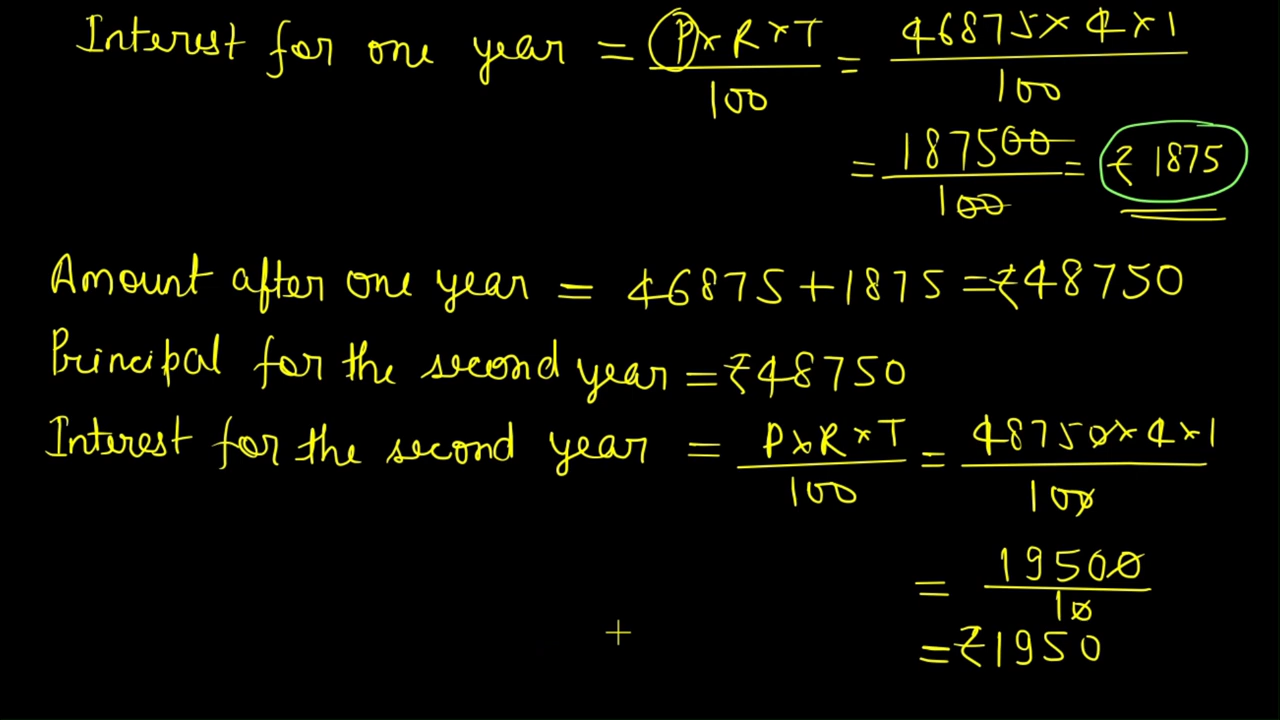 Interest for one year = P×R×T/100 = 46875×4×1/100
= 187500/100 = ₹ 1875
Amount after one year = 46875+1875 = ₹48750
Principal for the second year = ₹48750
Interest for the second year = P×R×T/100 = 48750×4×1/100
= 19500/10
= ₹1950